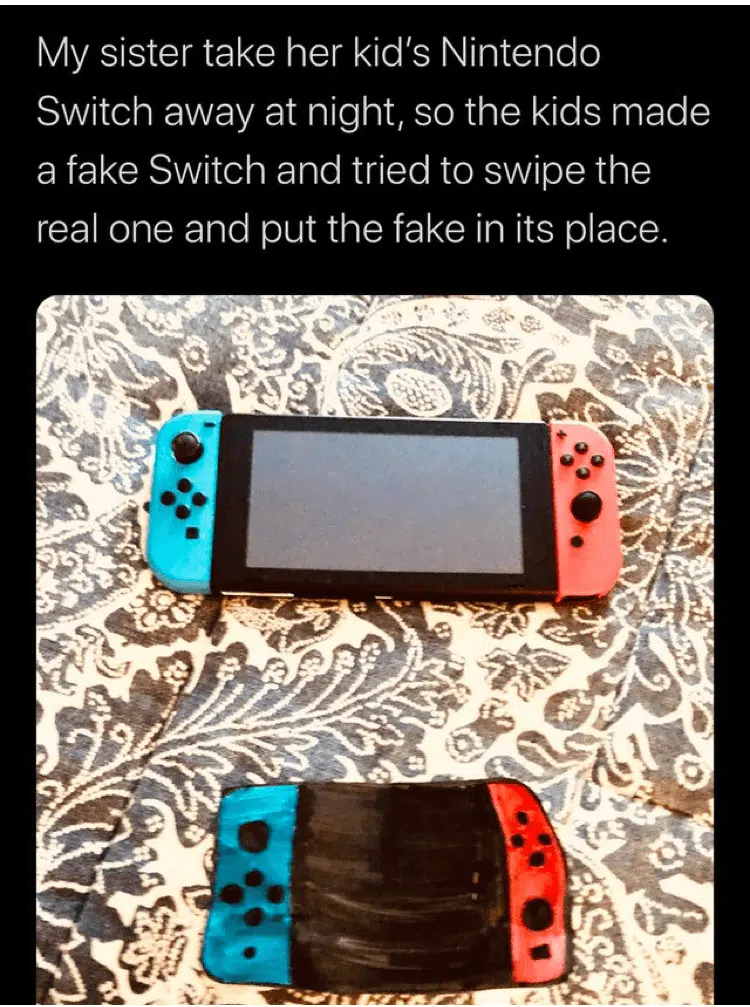 My sister take her kid’s Nintendo
Switch away at night, so the kids made
a fake Switch and tried to swipe the
real one and put the fake in its place.